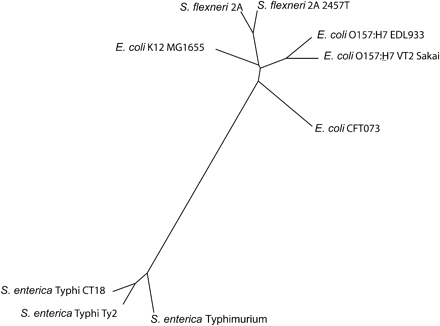 S. flexneri 2A
S. flexneri 2A 2457T
E. coli O157:H7 EDL933
E. coli K12 MG1655
E. coli O157:H7 VT2 Sakai
E. coli CFT073
S. enterica Typhi CT18
S. enterica Typhi Ty2
S. enterica Typhimurium